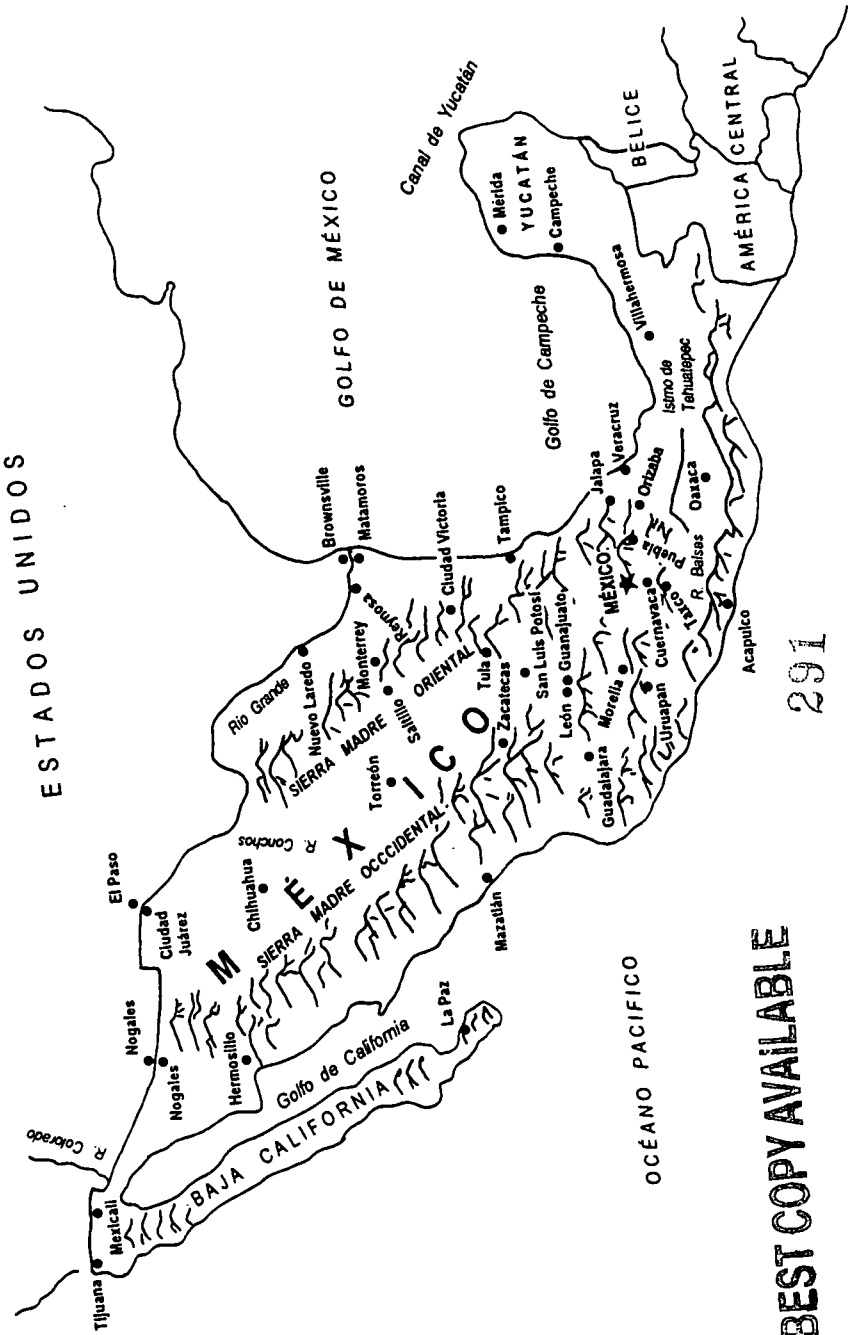 ESTADOS UNIDOS
R. Colorado
Tijuana
Mexicali
Nogales
Nogales
El Paso
Ciudad
Juárez
Hermosillo
Chihuahua
R. Conchos
Río Grande
Nuevo Laredo
Brownsville
Matamoros
Reymosa
Monterrey
Saltillo
Torreón
Ciudad Victoria
MÉXICO
SIERRA MADRE OCCCIDENTAL
SIERRA MADRE ORIENTAL
Golfo de California
BAJA CALIFORNIA
La Paz
Mazatlán
Zacatecas
Tula
Tampico
San Luis Potosí
León
Guanajuato
Guadalajara
Morelia
Uruapan
MÉXICO
Cuernavaca
Taxco
Puebla
Jalapa
Veracruz
Orizaba
R. Balsas
Oaxaca
Acapulco
Istmo de
Tehuatepec
Villahermosa
GOLFO DE MÉXICO
Golfo de Campeche
Canal de Yucatán
Mérida
YUCATÁN
Campeche
BELICE
AMÉRICA CENTRAL
OCÉANO PACIFICO
291
BEST COPY AVAILABLE